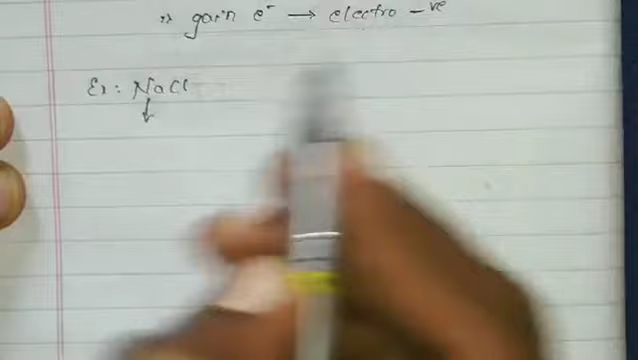 " gain e⁻ → electro -ve
Ex: NaCl
↓